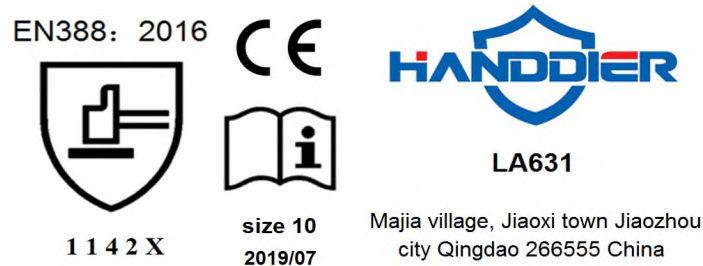 EN388：2016
1 1 4 2 X
CE
i
size 10
2019/07
HANDDIER
LA631
Majia village, Jiaoxi town Jiaozhou
city Qingdao 266555 China